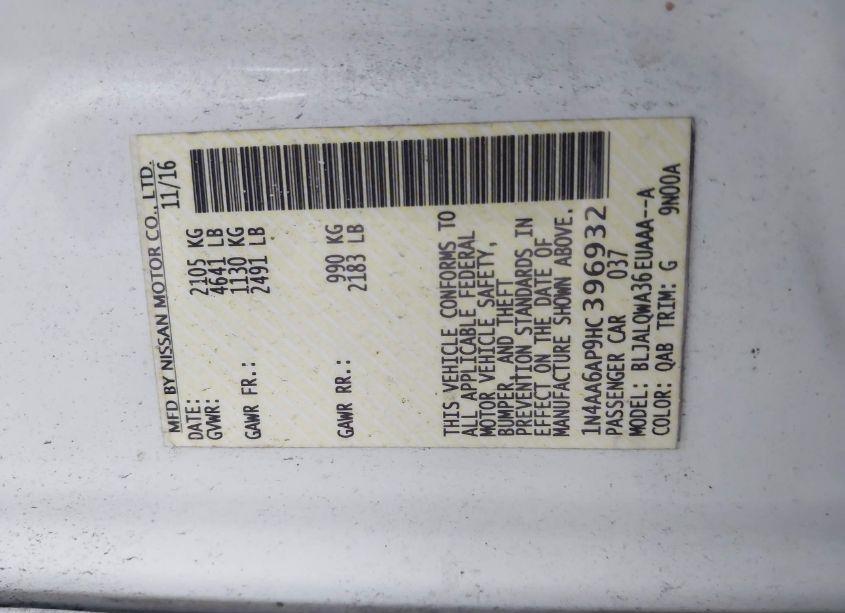 MFD BY NISSAN MOTOR CO., LTD.
DATE: 11/16
GVWR: 2105 KG
4641 LB
GAWR FR.: 1130 KG
2491 LB
GAWR RR.: 990 KG
2183 LB
THIS VEHICLE CONFORMS TO
ALL APPLICABLE FEDERAL
MOTOR VEHICLE SAFETY,
BUMPER, AND THEFT
PREVENTION STANDARDS IN
EFFECT ON THE DATE OF
MANUFACTURE SHOWN ABOVE.
1N4AA6AP9HC396932
PASSENGER CAR 037
MODEL: BLJALQWA36EUAAA--A
COLOR: QAB TRIM: G 9N00A